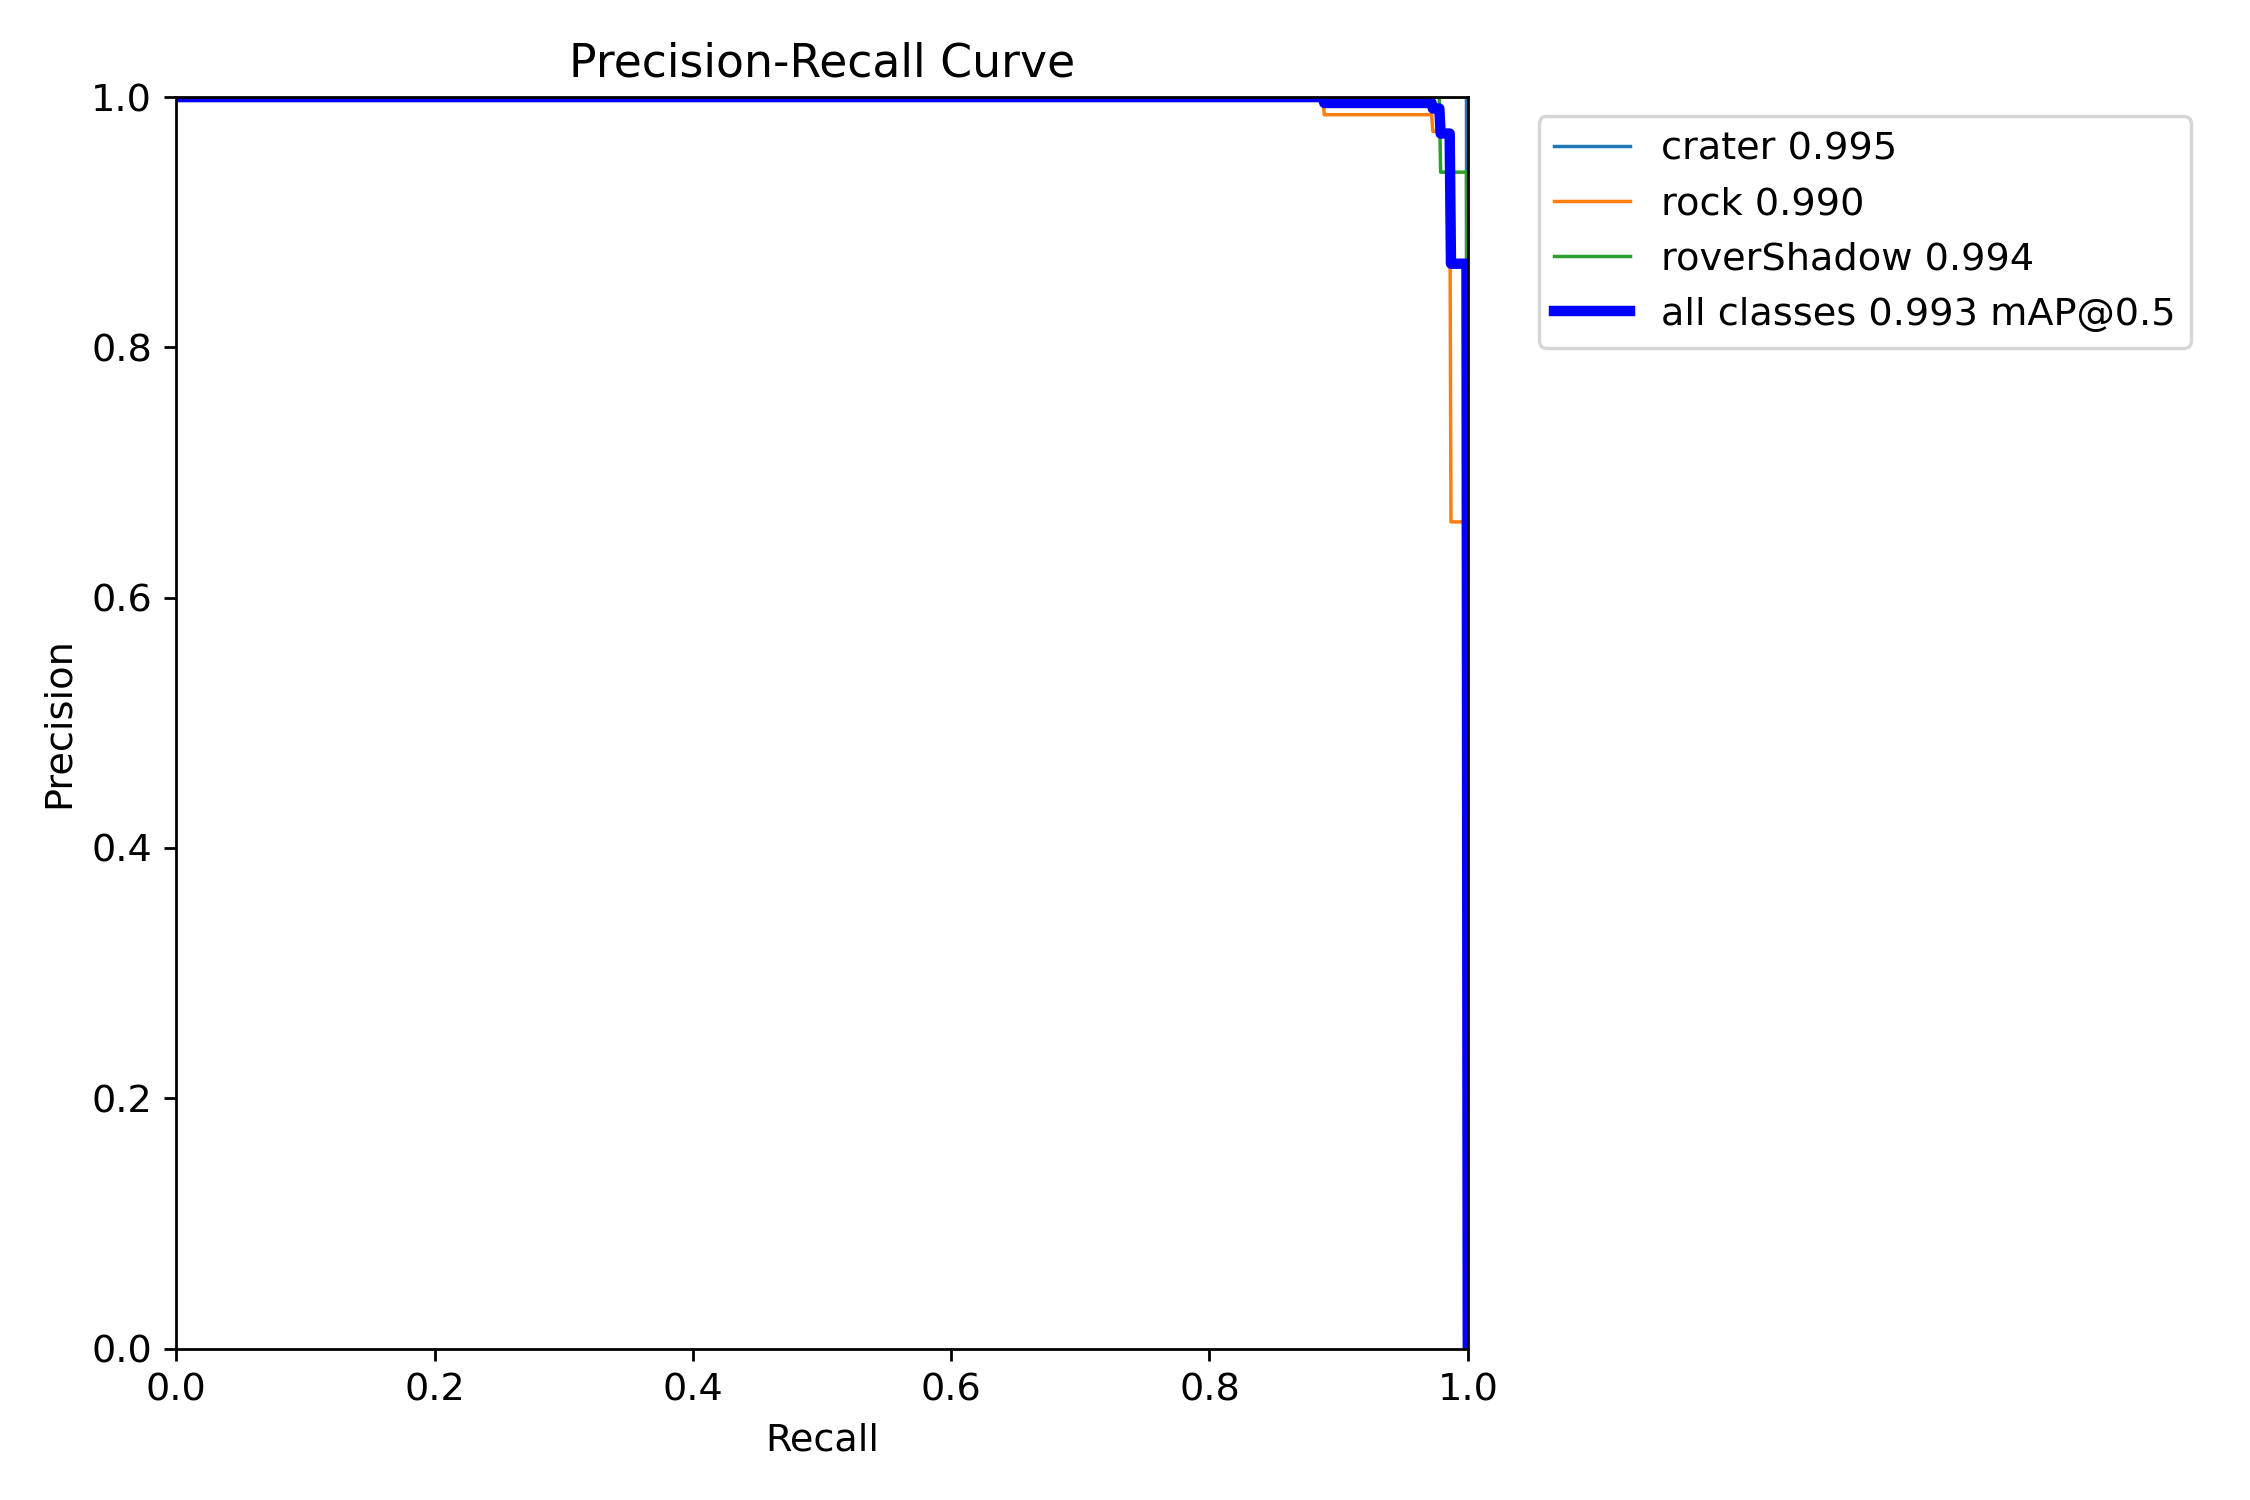 Precision-Recall Curve
1.0
0.8
0.6
0.4
0.2
0.0
Precision
0.0 0.2 0.4 0.6 0.8 1.0
Recall
crater 0.995
rock 0.990
roverShadow 0.994
all classes 0.993 mAP@0.5